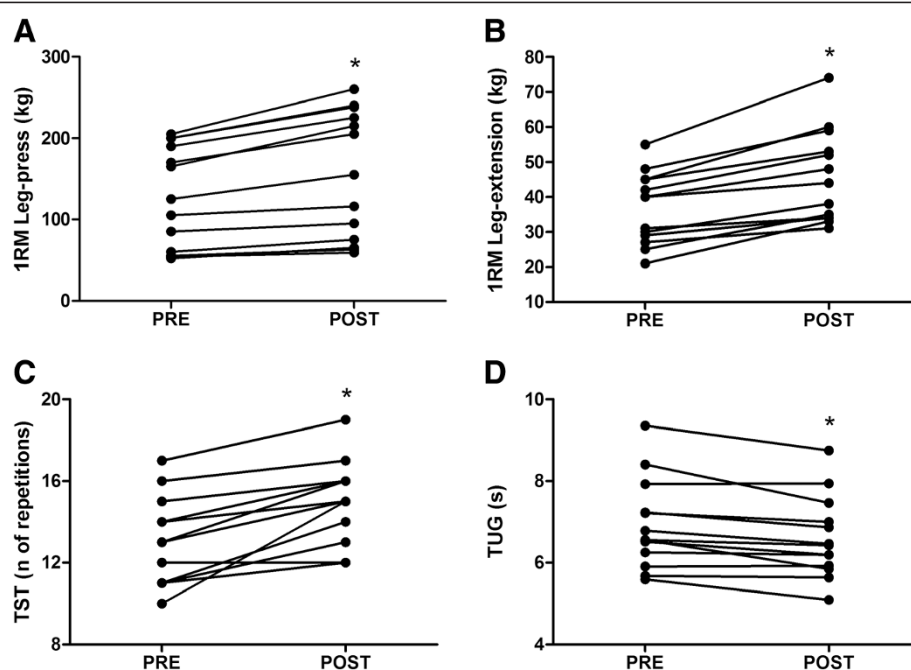 A
1RM Leg-press (kg)
300
200
100
0
*
PRE POST
B
1RM Leg-extension (kg)
80
70
60
50
40
30
20
10
*
PRE POST
C
TST (n of repetitions)
20
16
12
8
*
PRE POST
D
TUG (s)
10
8
6
4
*
PRE POST